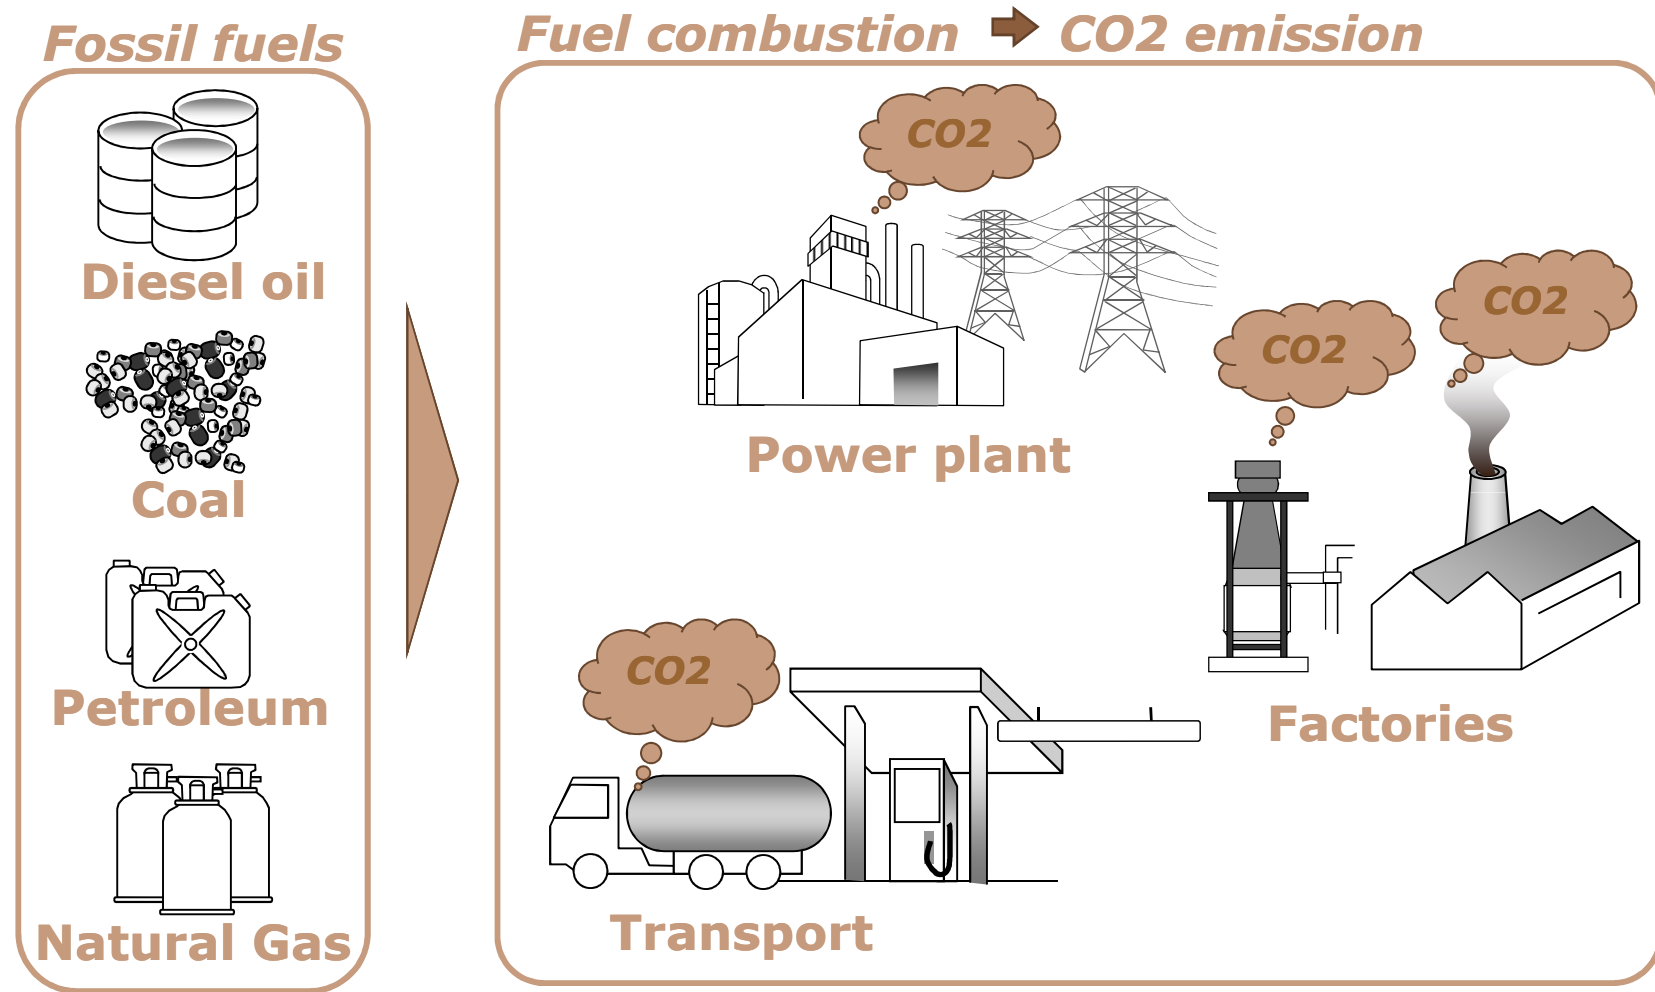 Fossil fuels
Diesel oil
Coal
Petroleum
Natural Gas
Fuel combustion
CO2 emission
CO2
Power plant
CO2
CO2
Factories
CO2
Transport